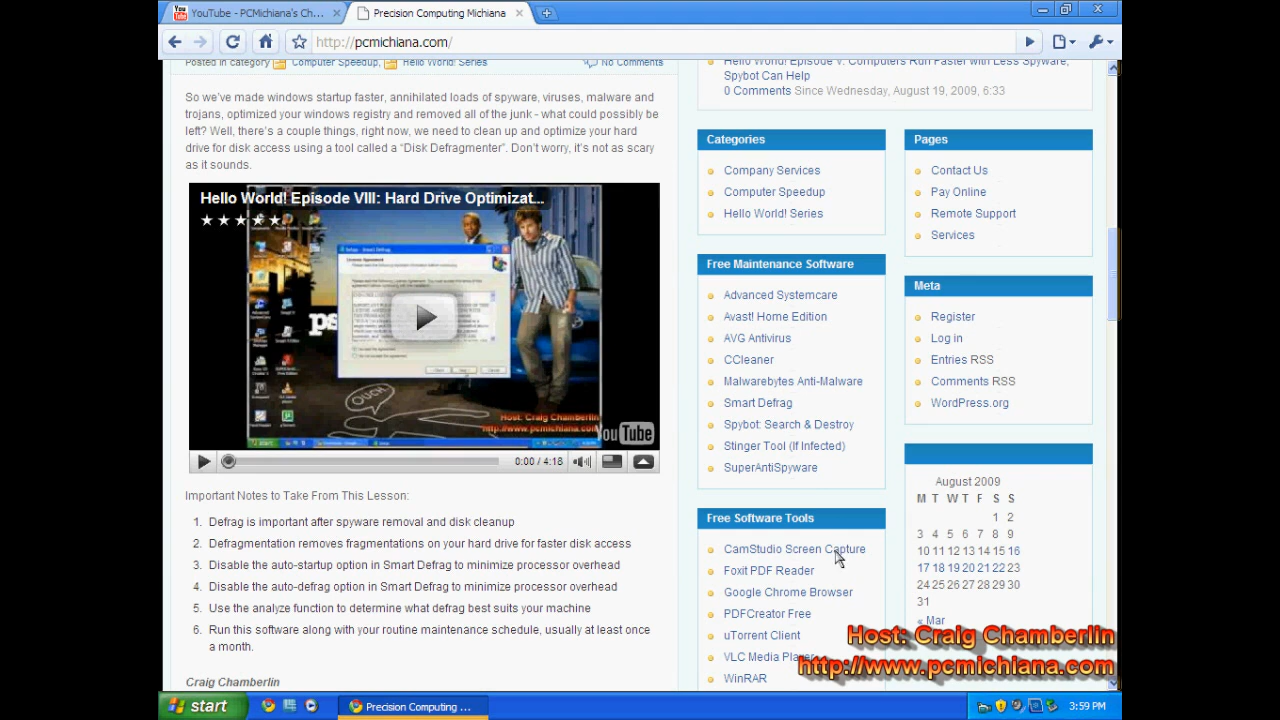 YouTube - PCMichiana's Ch...
Precision Computing Michiana
http://pcmichiana.com/
Posted in category
Computer Speedup,
Hello World! Series
No Comments
So we've made windows startup faster, annihilated loads of spyware, viruses, malware and
trojans, optimized your windows registry and removed all of the junk - what could possibly be
left? Well, there's a couple things, right now, we need to clean up and optimize your hard
drive for disk access using a tool called a "Disk Defragmenter". Don't worry, it's not as scary
as it sounds.
Hello World! Episode VIII: Hard Drive Optimizat...
OUCH
start
Host: Craig Chamberlin
http://www.pcmichiana.com
YouTube
0:00 / 4:18
Important Notes to Take From This Lesson:
1. Defrag is important after spyware removal and disk cleanup
2. Defragmentation removes fragmentations on your hard drive for faster disk access
3. Disable the auto-startup option in Smart Defrag to minimize processor overhead
4. Disable the auto-defrag option in Smart Defrag to minimize processor overhead
5. Use the analyze function to determine what defrag best suits your machine
6. Run this software along with your routine maintenance schedule, usually at least once
a month.
Craig Chamberlin
Hello World! Episode V: Computers Run Faster with Less Spyware,
Spybot Can Help
0 Comments Since Wednesday, August 19, 2009, 6:33
Categories
Company Services
Computer Speedup
Hello World! Series
Free Maintenance Software
Advanced Systemcare
Avast! Home Edition
AVG Antivirus
CCleaner
Malwarebytes Anti-Malware
Smart Defrag
Spybot: Search & Destroy
Stinger Tool (If Infected)
SuperAntiSpyware
Free Software Tools
CamStudio Screen Capture
Foxit PDF Reader
Google Chrome Browser
PDFCreator Free
uTorrent Client
VLC Media Player
WinRAR
Pages
Contact Us
Pay Online
Remote Support
Services
Meta
Register
Log in
Entries RSS
Comments RSS
WordPress.org
August 2009
M T W T F S S
1 2
3 4 5 6 7 8 9
10 11 12 13 14 15 16
17 18 19 20 21 22 23
24 25 26 27 28 29 30
31
« Mar
Host: Craig Chamberlin
http://www.pcmichiana.com
start
Precision Computing ...
3:59 PM